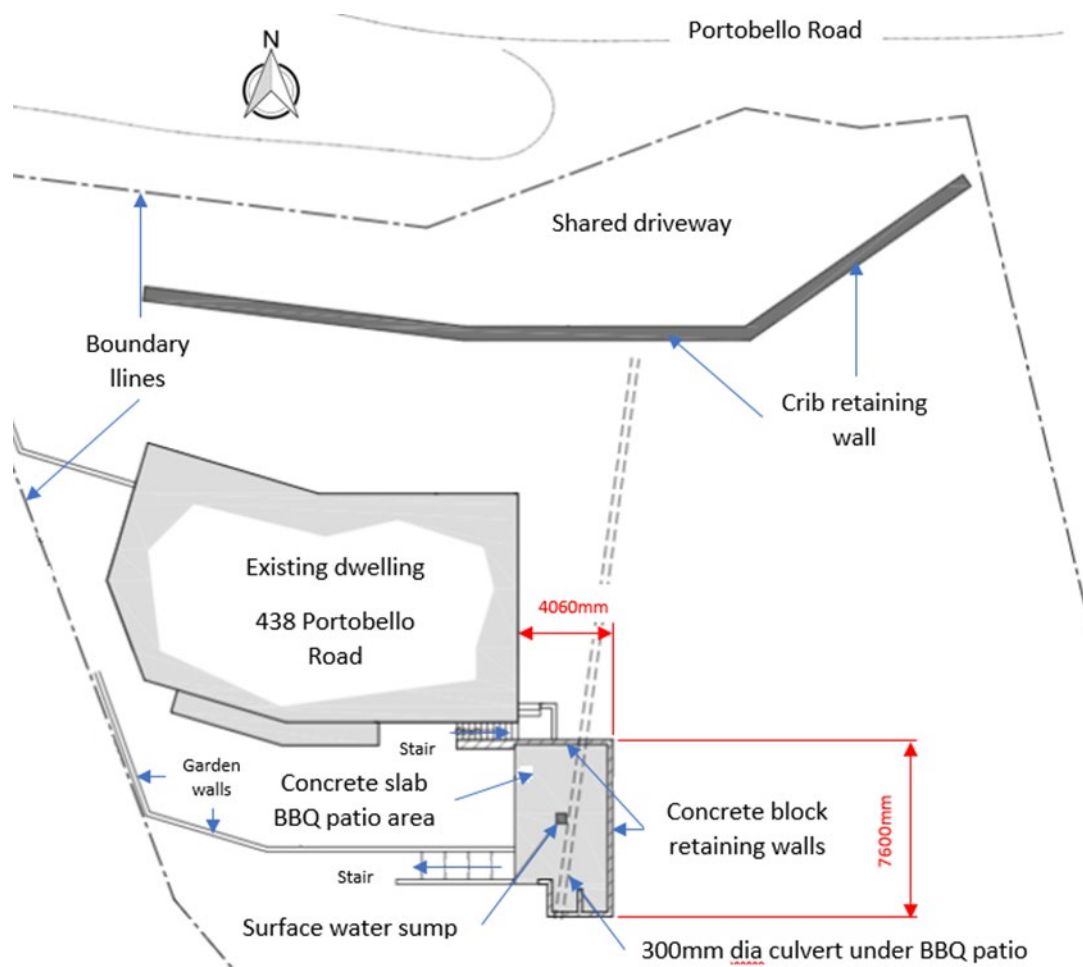 Portobello Road
N
Shared driveway
Boundary
llines
Crib retaining
wall
Existing dwelling
438 Portobello
Road
4060mm
Stair
Garden
walls
Concrete slab
BBQ patio area
Concrete block
retaining walls
7600mm
Stair
Surface water sump
300mm dia culvert under BBQ patio